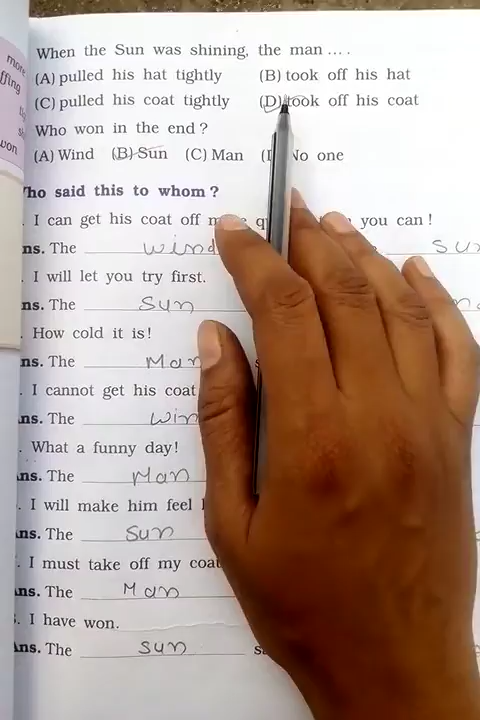 more
ffing
won
When the Sun was shining, the man ....
(A) pulled his hat tightly (B) took off his hat
(C) pulled his coat tightly (D) took off his coat
Who won in the end?
(A) Wind (B) Sun (C) Man No one
ho said this to whom?
. I can get his coat off you can!
ns. The wind sun
. I will let you try first.
ns. The Sun
. How cold it is!
ns. The Man
. I cannot get his coat
ns. The win
. What a funny day!
ns. The Man
. I will make him feel
ns. The sun
. I must take off my coat
ns. The Man
. I have won.
ns. The sun